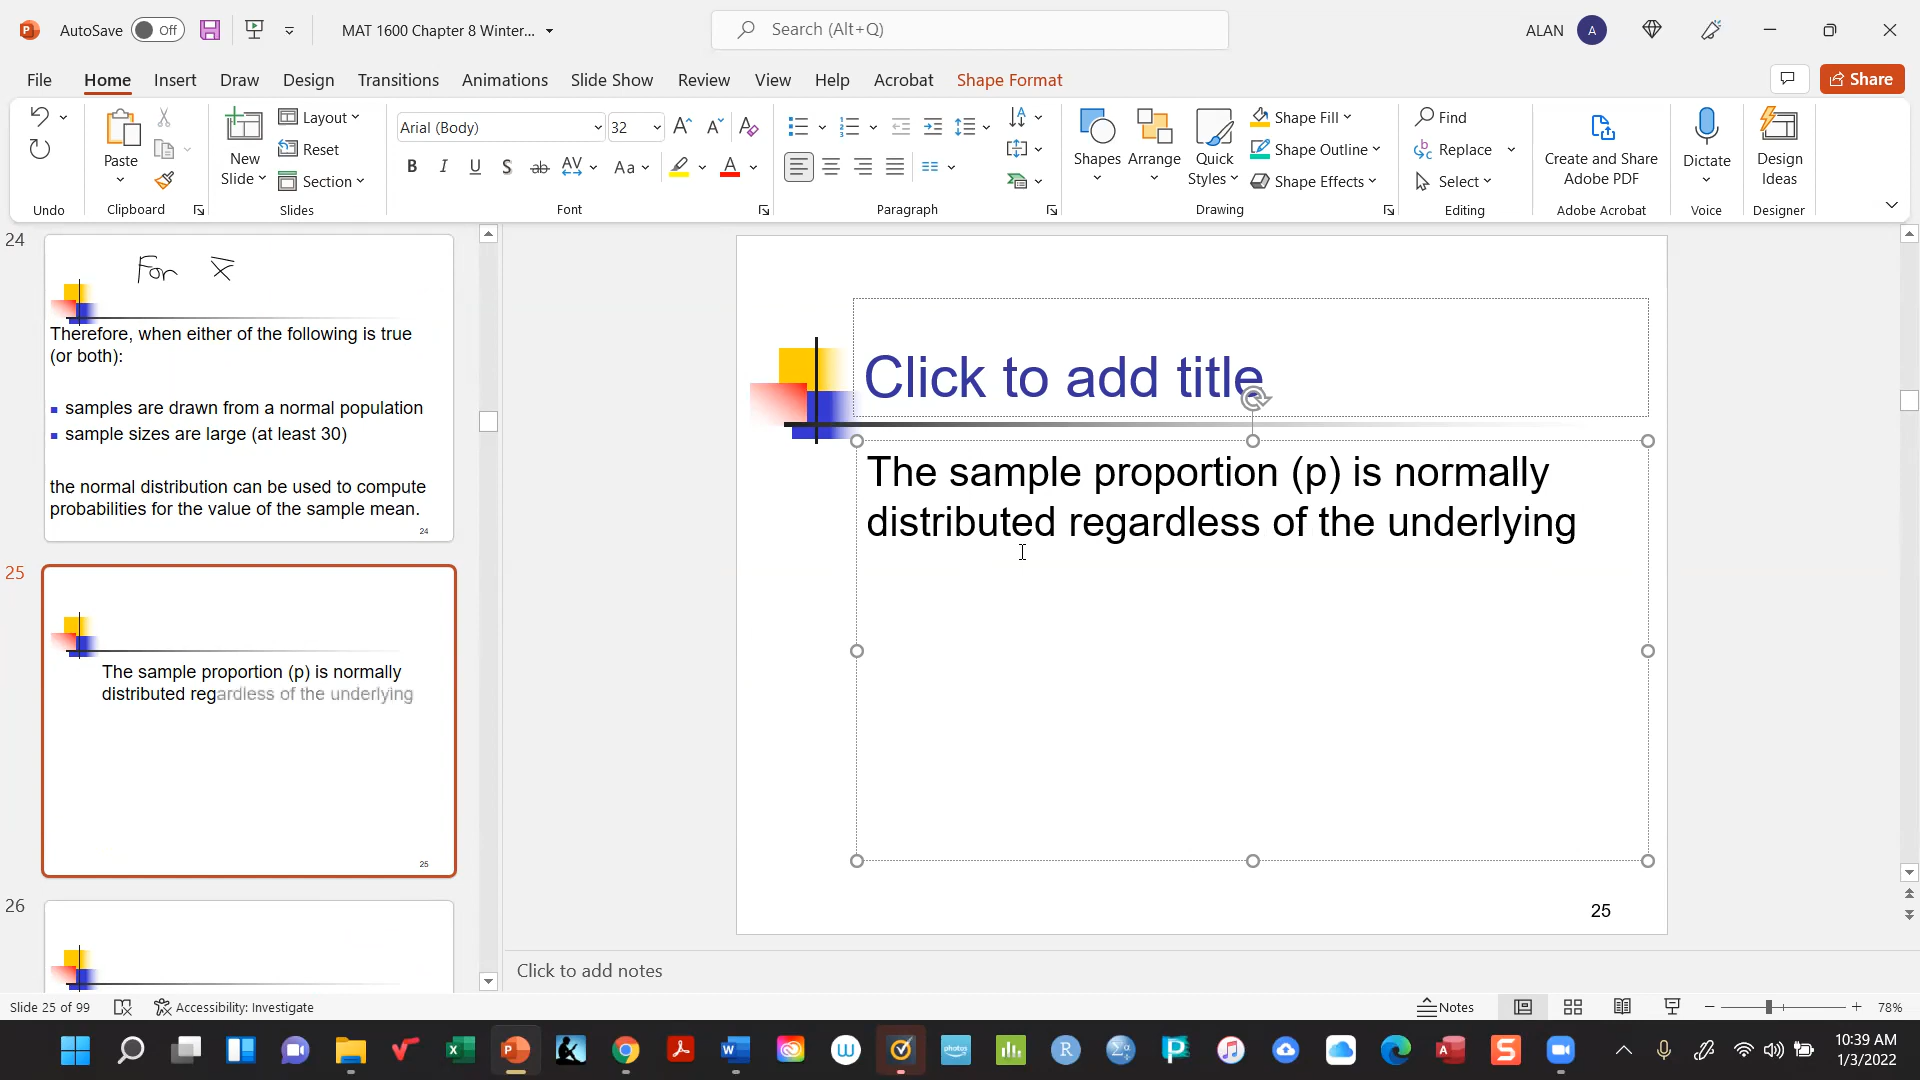 AutoSave Off MAT 1600 Chapter 8 Winter... Search (Alt+Q) ALAN A
File Home Insert Draw Design Transitions Animations Slide Show Review View Help Acrobat Shape Format Share
Paste
New
Slide
Layout
Reset
Section
Arial (Body) 32
B I U S ab AV Aa A
Shapes Arrange Quick
Styles
Shape Fill
Shape Outline
Shape Effects
Find
Replace
Select
Create and Share
Adobe PDF
Dictate
Design
Ideas
Undo Clipboard Slides Font Paragraph Drawing Editing Adobe Acrobat Voice Designer
24
For x̅
Therefore, when either of the following is true
(or both):
▪ samples are drawn from a normal population
▪ sample sizes are large (at least 30)
the normal distribution can be used to compute
probabilities for the value of the sample mean.
24
25
The sample proportion (p) is normally
distributed regardless of the underlying
25
26
Click to add title
The sample proportion (p) is normally
distributed regardless of the underlying
25
Click to add notes
Slide 25 of 99 Accessibility: Investigate Notes 78%
10:39 AM
1/3/2022